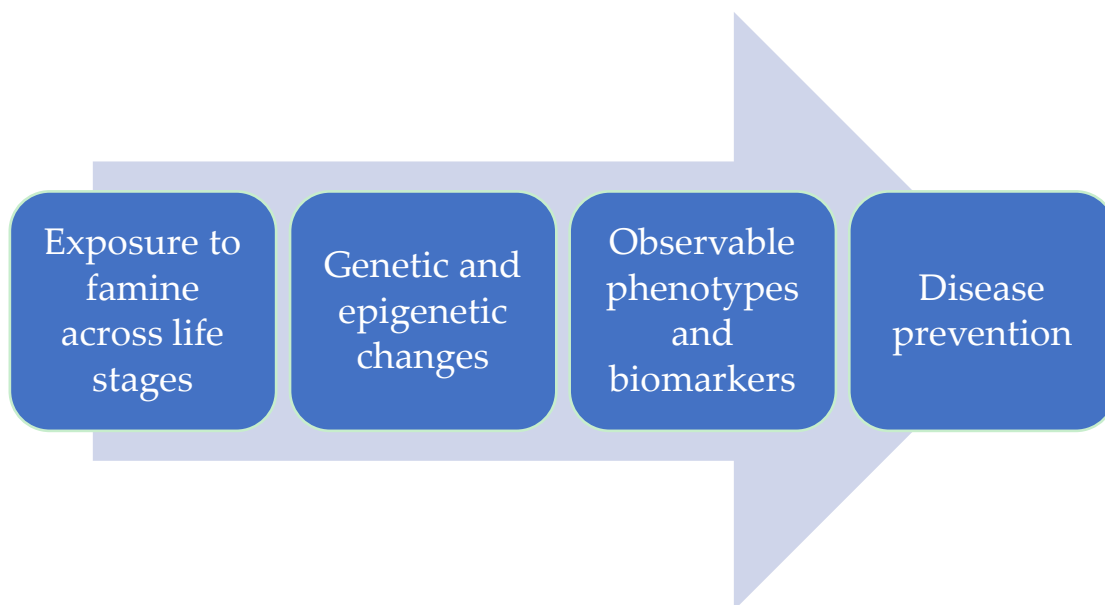 Exposure to
famine
across life
stages
Genetic and
epigenetic
changes
Observable
phenotypes
and
biomarkers
Disease
prevention